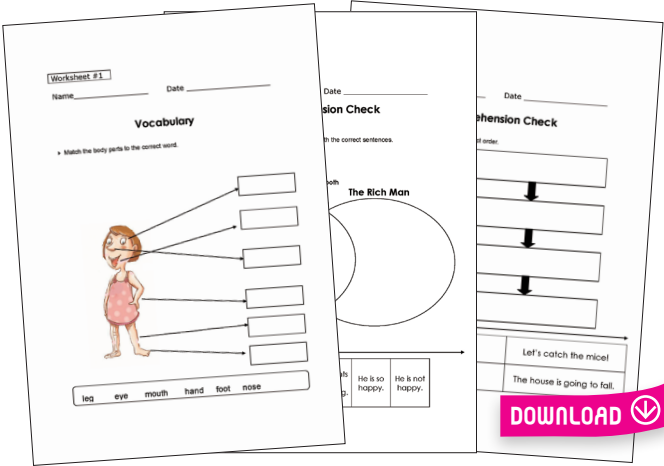 Worksheet #1
Name
Date
Vocabulary
Match the body parts to the correct word.
leg eye mouth hand foot nose
Date
sion Check
th the correct sentences.
The Rich Man
He is so happy.
He is not happy.
Date
ehension Check
order.
Let's catch the mice!
The house is going to fall.
DOWNLOAD